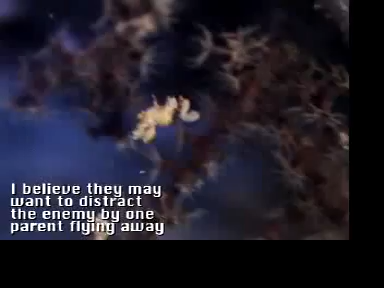 I believe they may
want to distract
the enemy by one
parent flying away